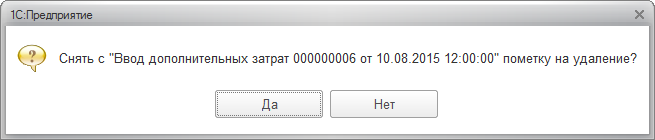 1С:Предприятие
Снять с "Ввод дополнительных затрат 000000006 от 10.08.2015 12:00:00" пометку на удаление?
Да
Нет